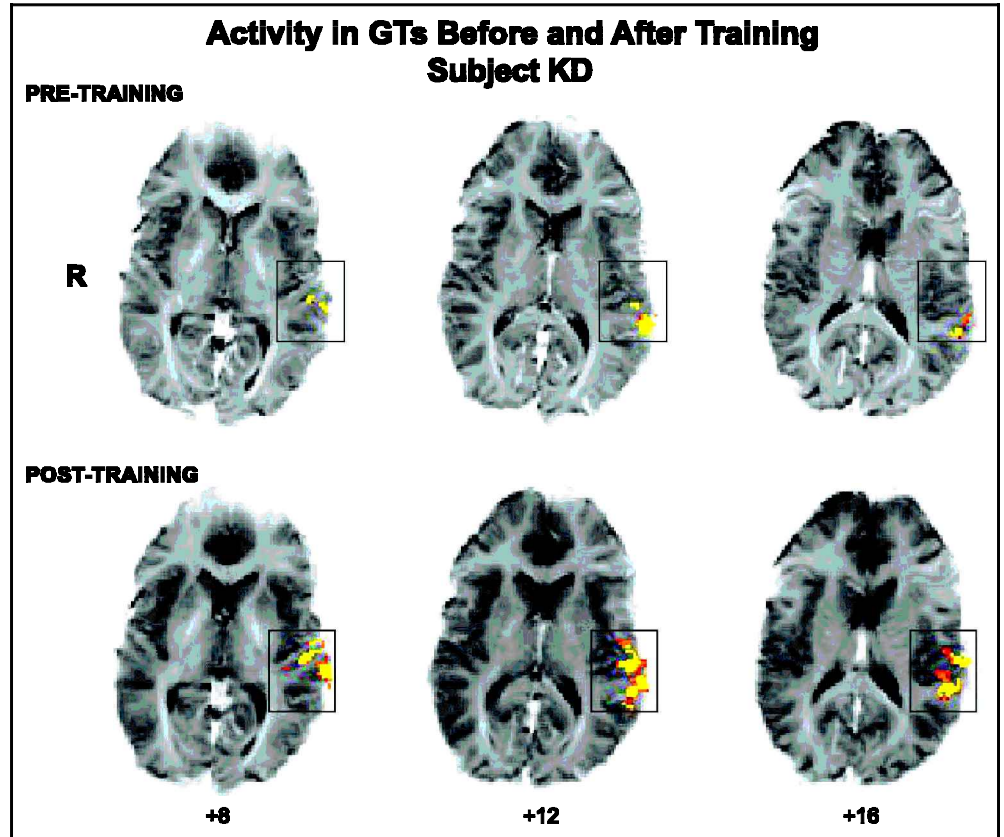 Activity in GTs Before and After Training
Subject KD
PRE-TRAINING
R
POST-TRAINING
+8
+12
+16